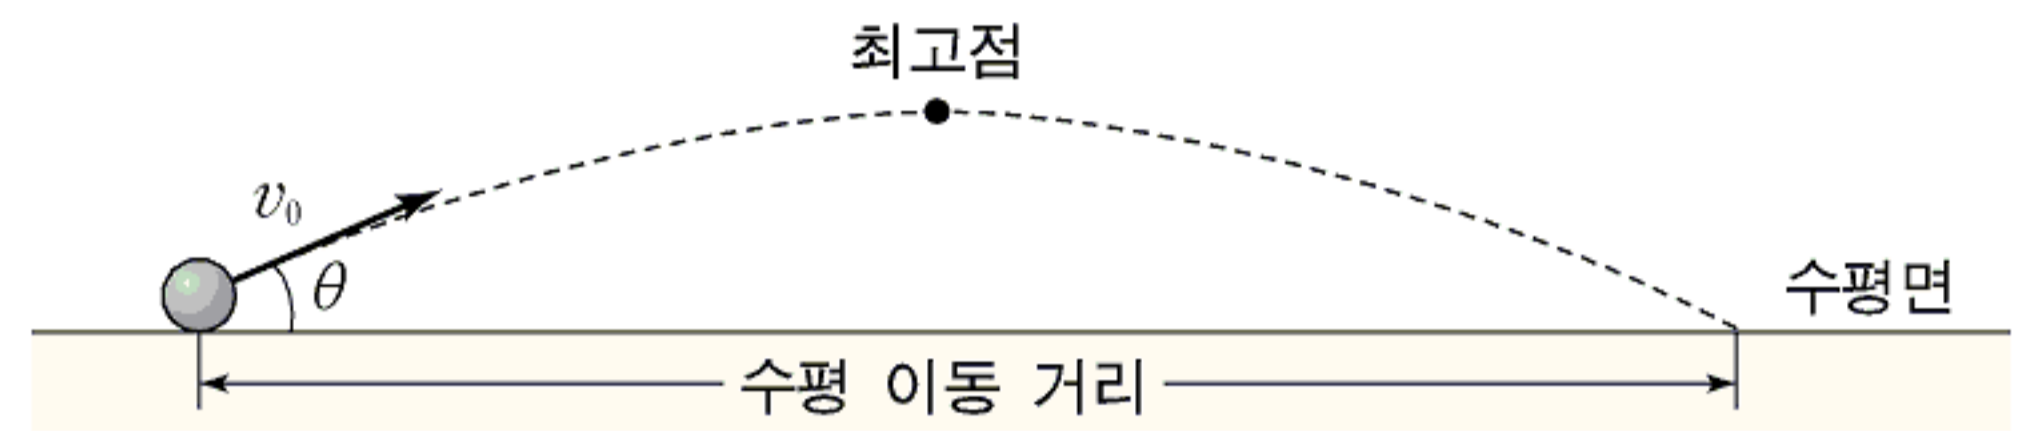 최고점
v₀
θ
수평면
수평 이동 거리